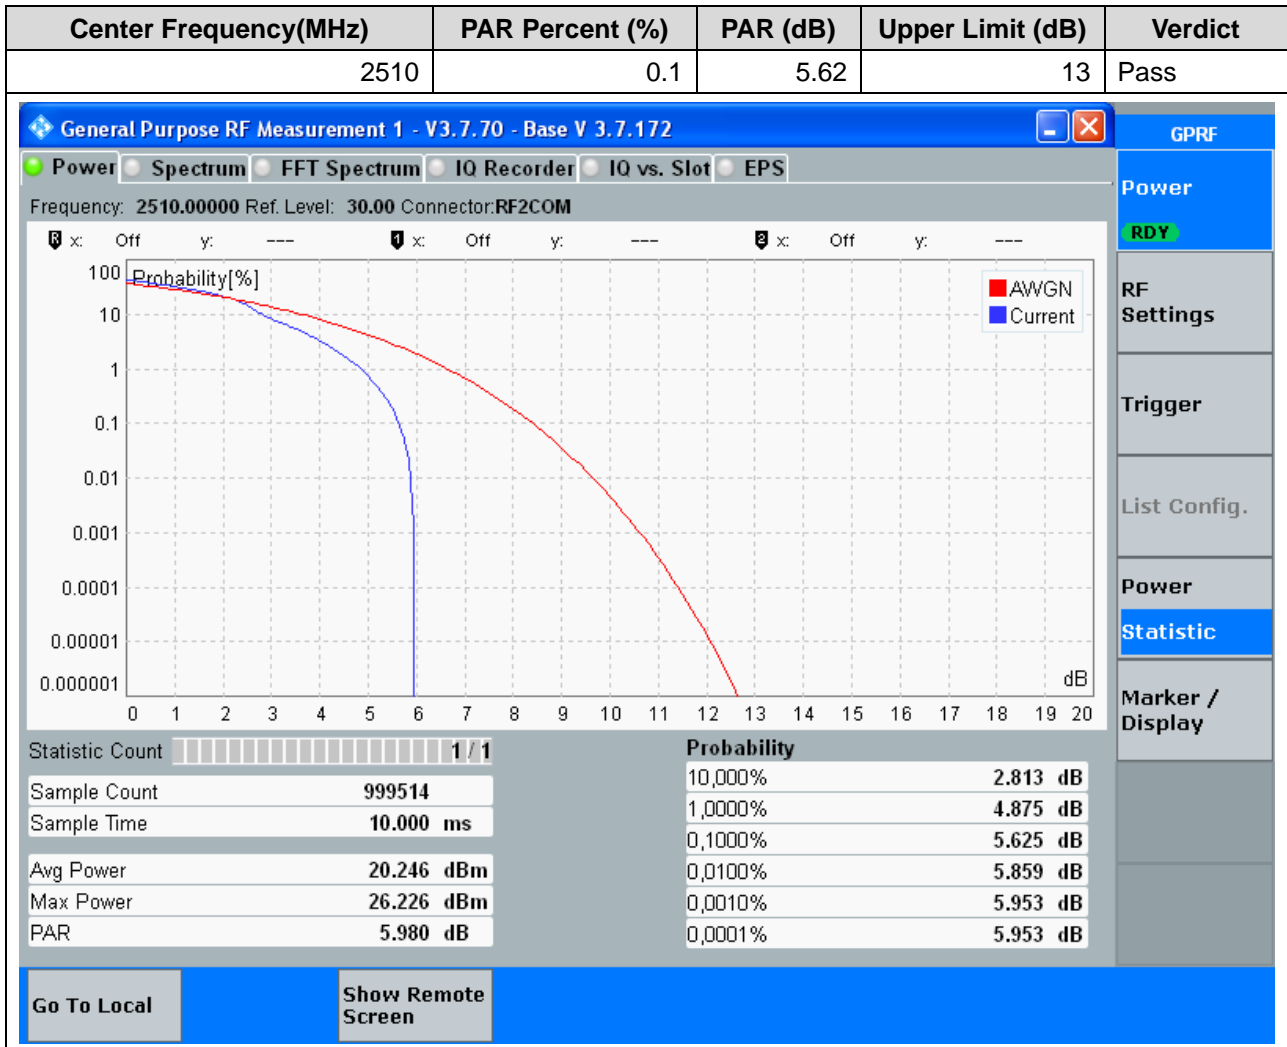 Center Frequency(MHz) PAR Percent (%) PAR (dB) Upper Limit (dB) Verdict
2510 0.1 5.62 13 Pass
General Purpose RF Measurement 1 - V3.7.70 - Base V 3.7.172
GPRF
Power Spectrum FFT Spectrum IQ Recorder IQ vs. Slot EPS
Frequency: 2510.00000 Ref. Level: 30.00 Connector:RF2COM
R x: Off y: --- 1 x: Off y: --- 2 x: Off y: ---
Probability[%]
AWGN
Current
100
10
1
0.1
0.01
0.001
0.0001
0.00001
0.000001
dB
0 1 2 3 4 5 6 7 8 9 10 11 12 13 14 15 16 17 18 19 20
Statistic Count 1 / 1
Sample Count 999514
Sample Time 10.000 ms
Avg Power 20.246 dBm
Max Power 26.226 dBm
PAR 5.980 dB
Probability
10,000% 2.813 dB
1,0000% 4.875 dB
0,1000% 5.625 dB
0,0100% 5.859 dB
0,0010% 5.953 dB
0,0001% 5.953 dB
Power
RDY
RF
Settings
Trigger
List Config.
Power
Statistic
Marker /
Display
Go To Local
Show Remote
Screen